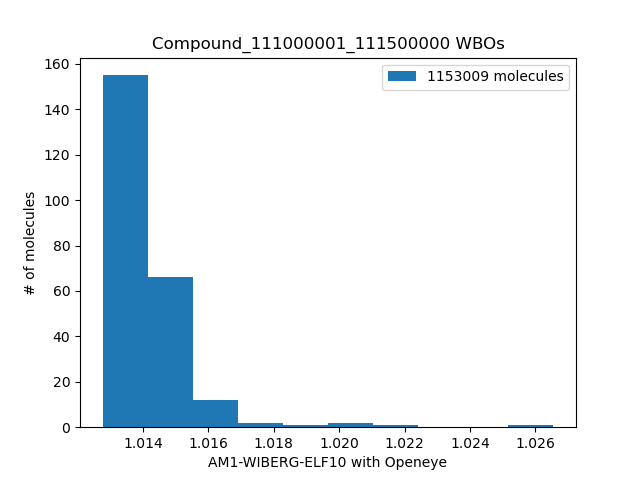 Compound_111000001_111500000 WBOs
1153009 molecules
# of molecules
160
140
120
100
80
60
40
20
0
1.014 1.016 1.018 1.020 1.022 1.024 1.026
AM1-WIBERG-ELF10 with Openeye